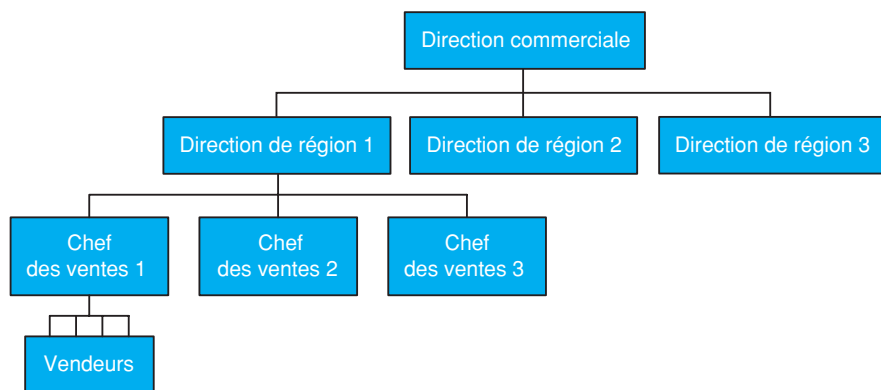 Direction commerciale
Direction de région 1
Direction de région 2
Direction de région 3
Chef
des ventes 1
Chef
des ventes 2
Chef
des ventes 3
Vendeurs